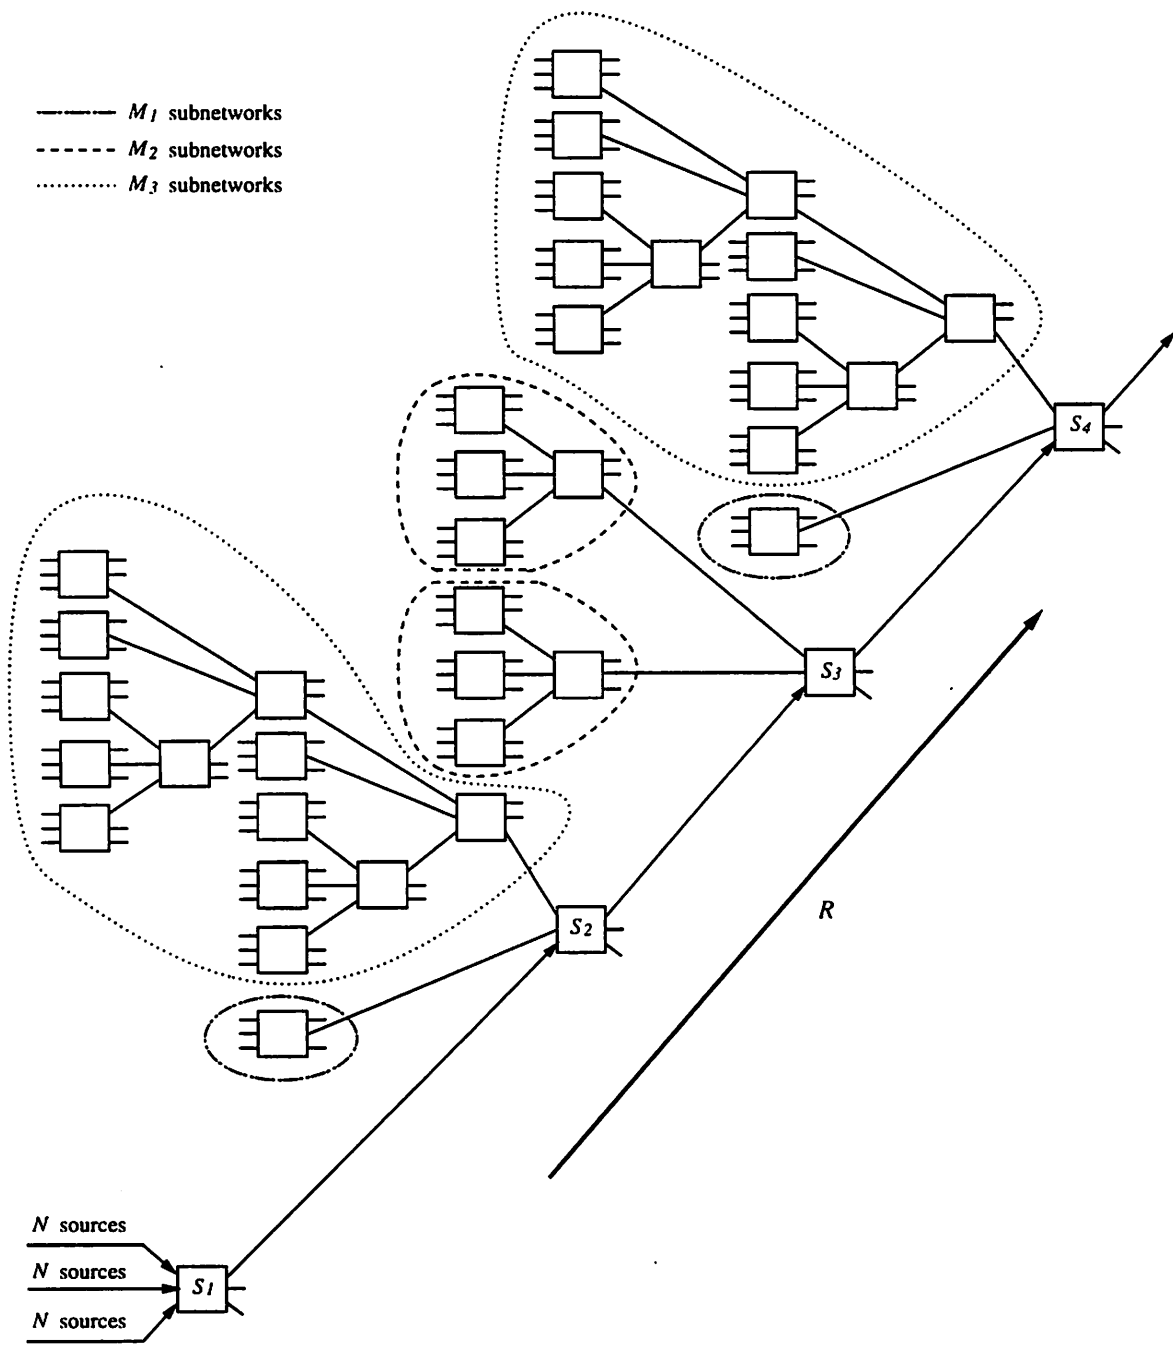 M1 subnetworks
M2 subnetworks
M3 subnetworks
S4
S3
R
S2
N sources
N sources
S1
N sources